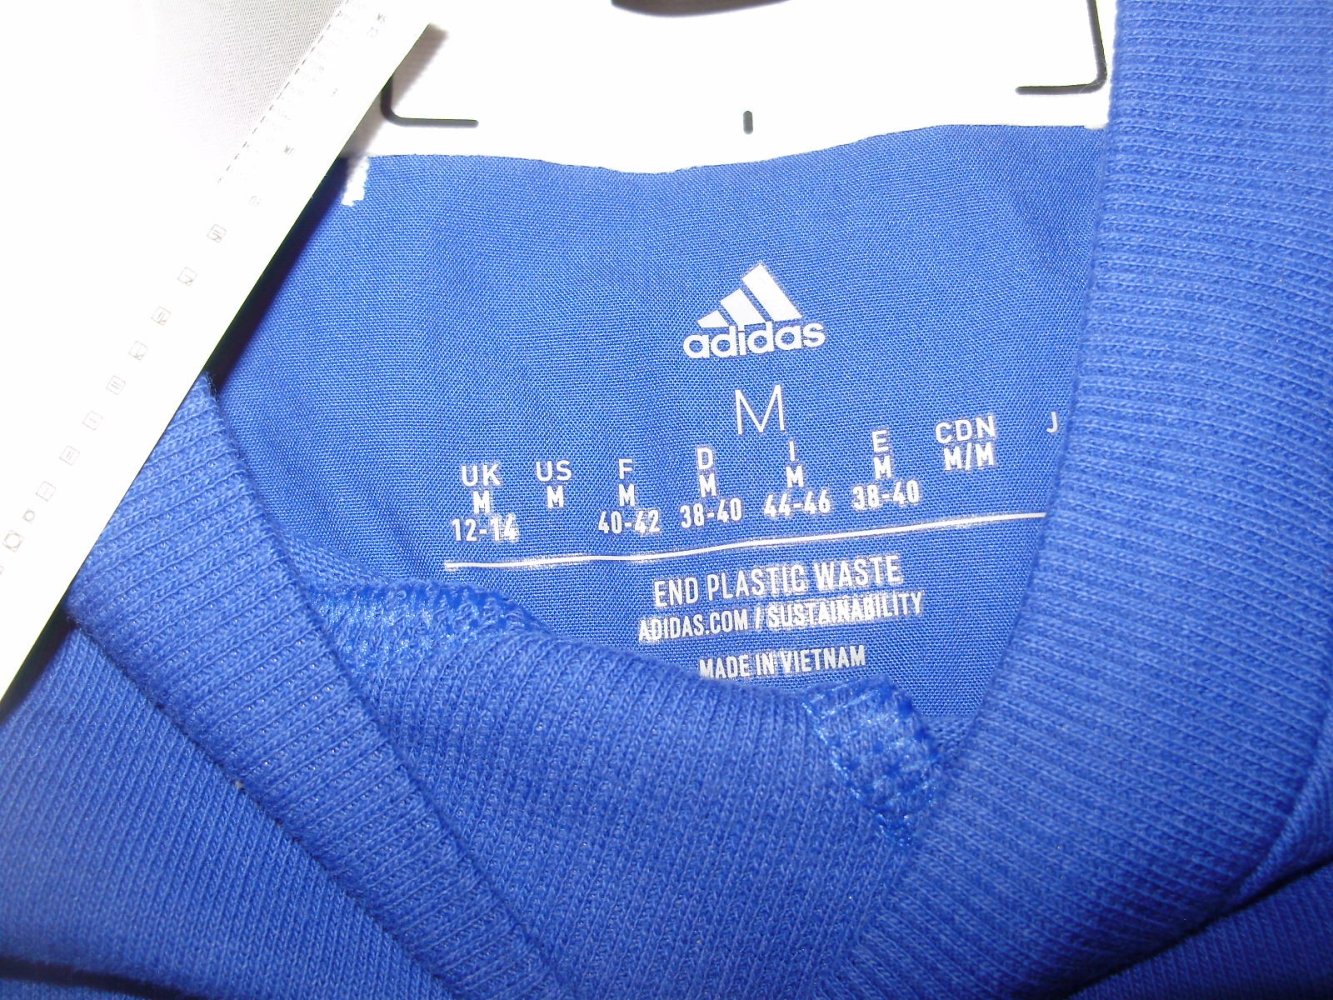 adidas
M
UK US F D I E CDN J
M M M M M M M/M
12-14 40-42 38-40 44-46 38-40
END PLASTIC WASTE
ADIDAS.COM / SUSTAINABILITY
MADE IN VIETNAM